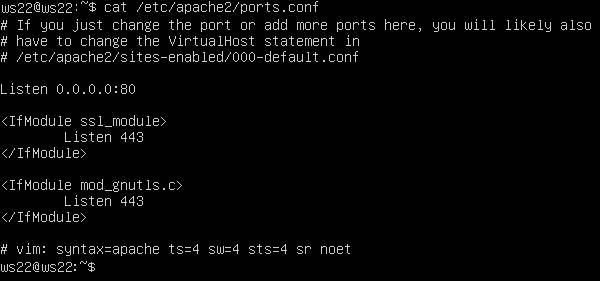 ws22@ws22:~$ cat /etc/apache2/ports.conf
# If you just change the port or add more ports here, you will likely also
# have to change the VirtualHost statement in
# /etc/apache2/sites-enabled/000-default.conf

Listen 0.0.0.0:80

<IfModule ssl_module>
        Listen 443
</IfModule>

<IfModule mod_gnutls.c>
        Listen 443
</IfModule>

# vim: syntax=apache ts=4 sw=4 sts=4 sr noet
ws22@ws22:~$